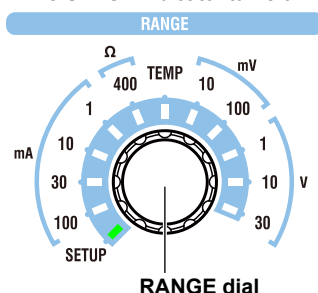 RANGE
Ω
mV
400 TEMP 10
1 100 1
mA 10 10 V
30 30
100
SETUP
RANGE dial